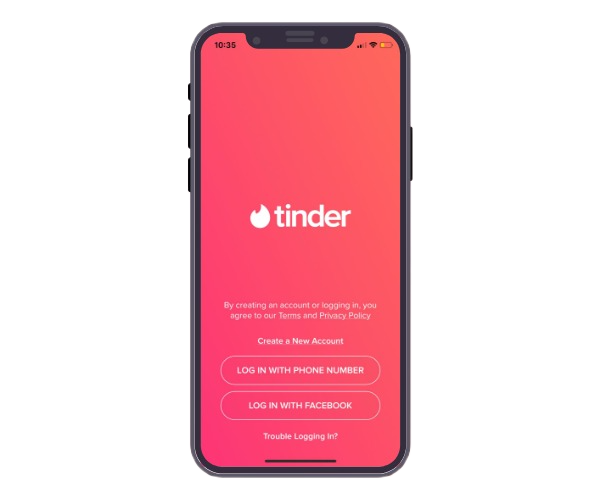 10:35
tinder
By creating an account or logging in, you
agree to our Terms and Privacy Policy
Create a New Account
LOG IN WITH PHONE NUMBER
LOG IN WITH FACEBOOK
Trouble Logging In?